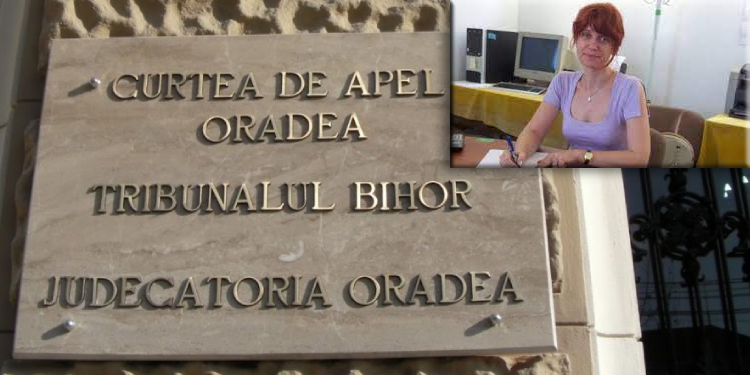 CURTEA DE APEL
ORADEA
TRIBUNALUL BIHOR
JUDECATORIA ORADEA